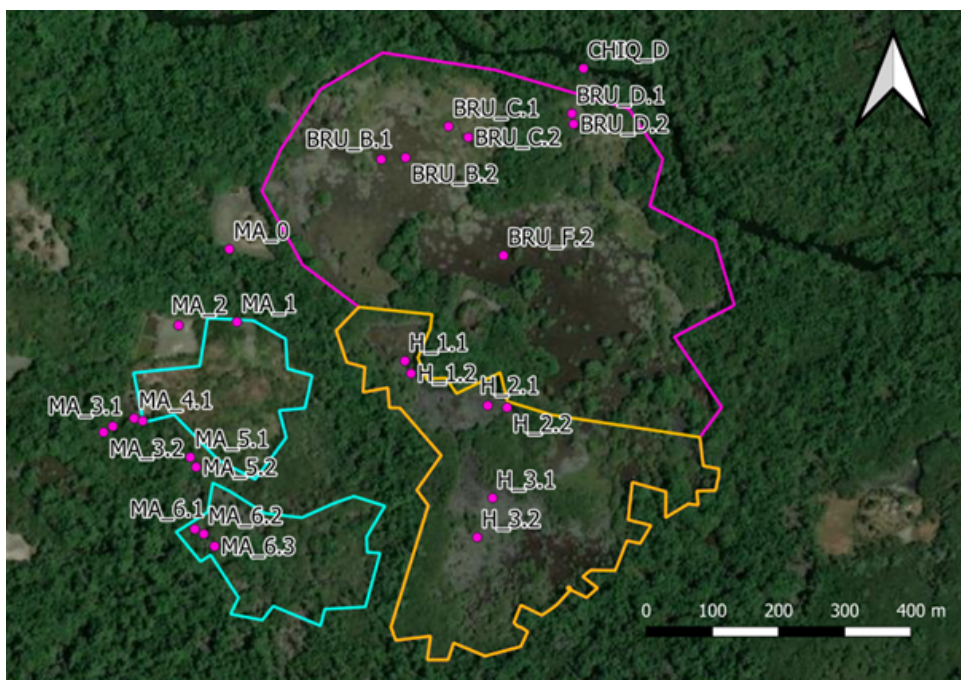 CHIQ_D
BRU_D.1
BRU_C.1
BRU_D.2
BRU_C.2
BRU_B.1
BRU_B.2
MA_0
BRU_F.2
MA_2
MA_1
H_1.1
H_1.2
H_2.1
MA_3.1
MA_4.1
H_2.2
MA_5.1
MA_3.2
MA_5.2
H_3.1
MA_6.1
MA_6.2
H_3.2
MA_6.3
0 100 200 300 400 m